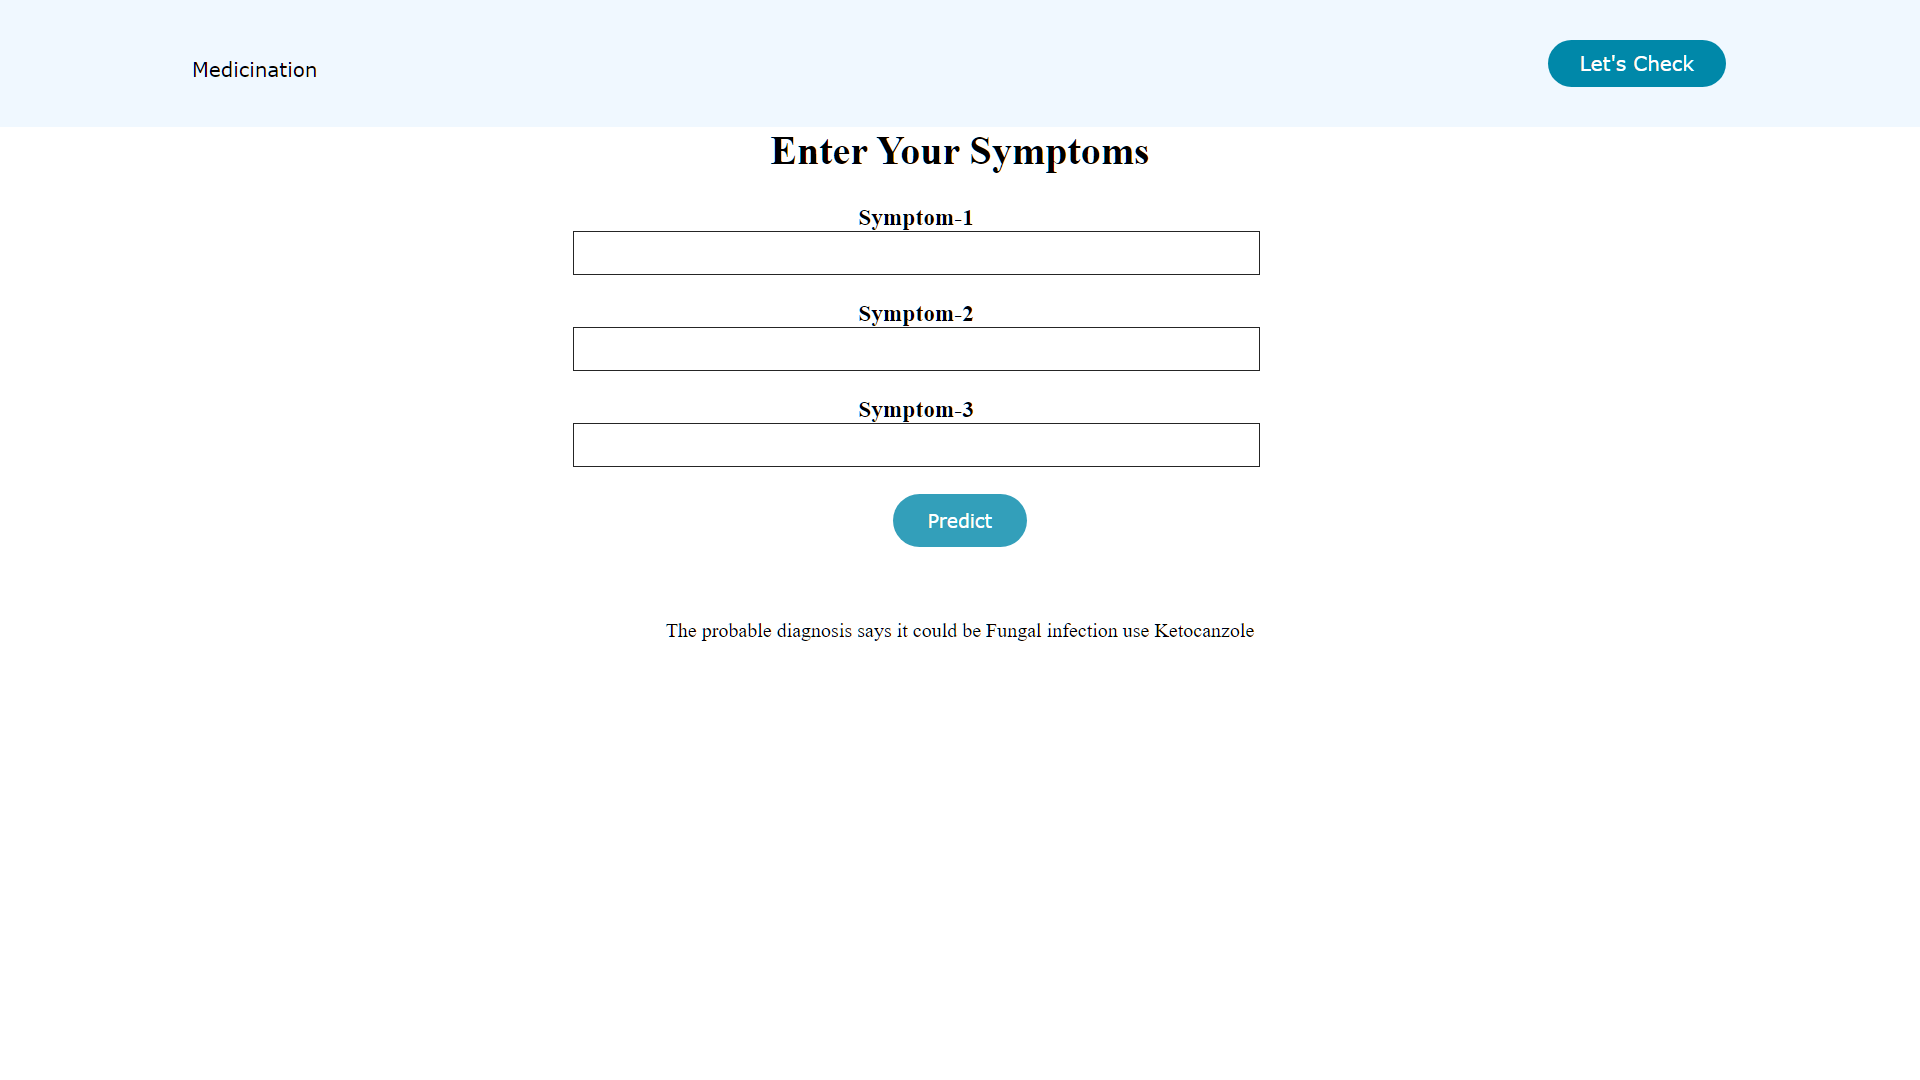 Medicination
Let's Check
Enter Your Symptoms
Symptom-1
Symptom-2
Symptom-3
Predict
The probable diagnosis says it could be Fungal infection use Ketocanzole